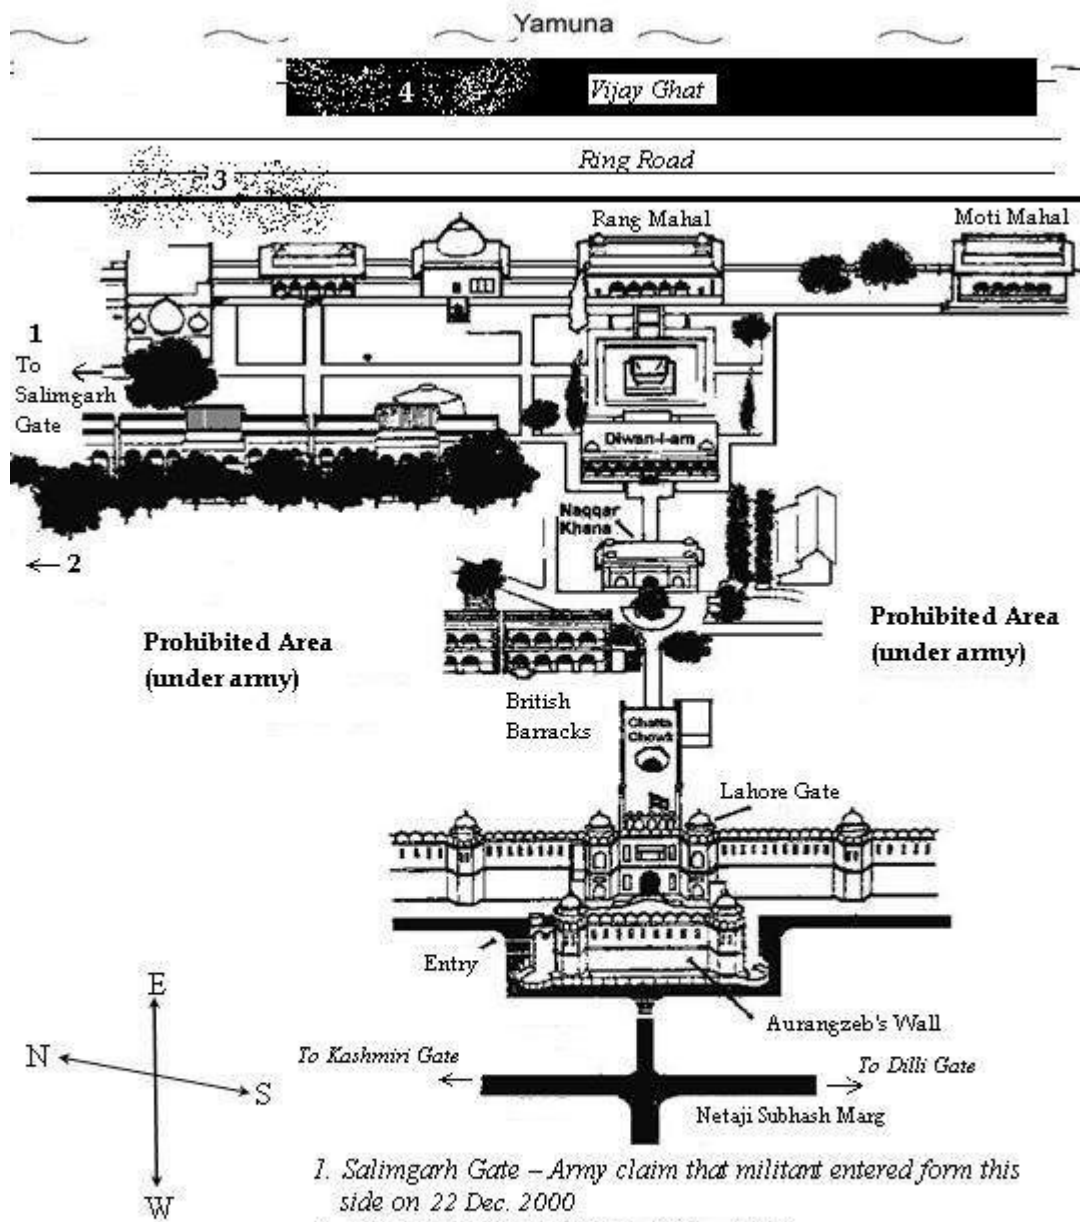 Yamuna
4
Vijay Ghat
Ring Road
3
Rang Mahal
Moti Mahal
1
To
Salimgarh
Gate
Diwan-i-am
Naqqar
Khana
2
Prohibited Area
(under army)
Prohibited Area
(under army)
British
Barracks
Chatta
Chowk
Lahore Gate
Entry
Aurangzeb's Wall
E
N
S
W
To Kashmiri Gate
To Dilli Gate
Netaji Subhash Marg
1. Salimgarh Gate – Army claim that militant entered form this
side on 22 Dec. 2000